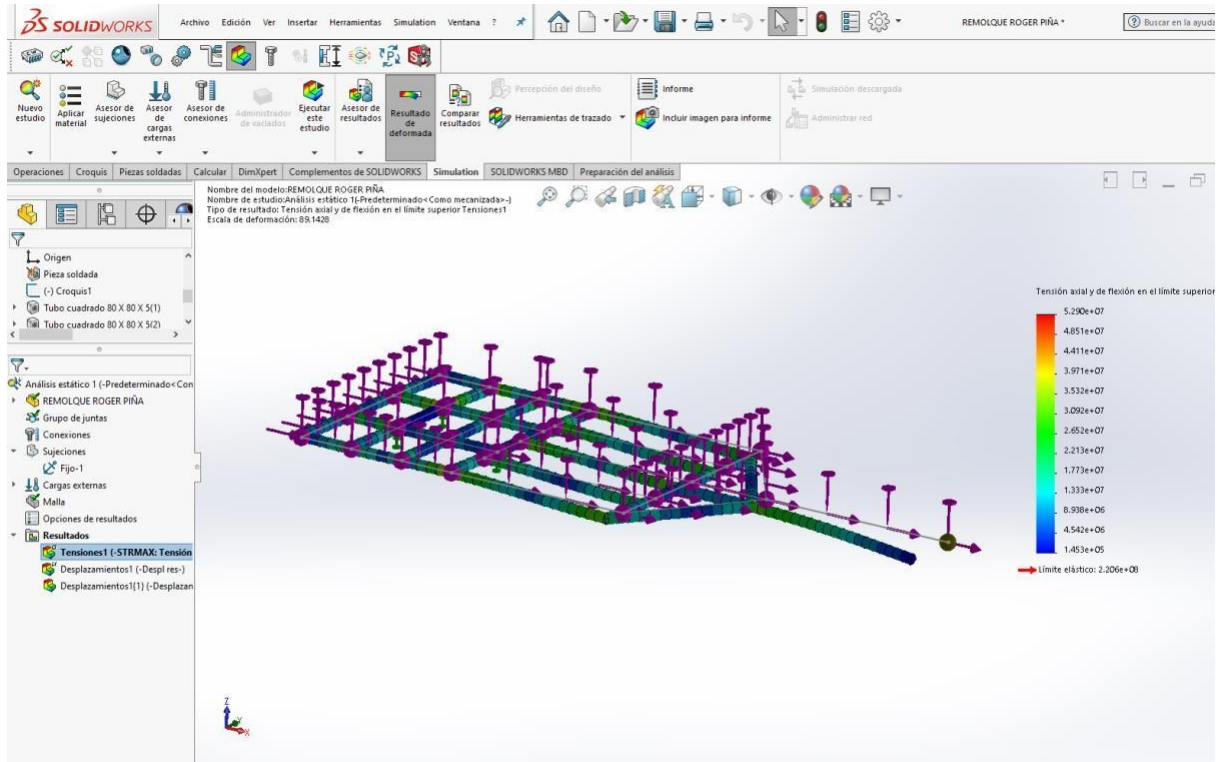 SOLIDWORKS
Archivo Edición Ver Insertar Herramientas Simulation Ventana ?
REMOLQUE ROGER PIÑA *
Buscar en la ayuda
Nuevo estudio
Aplicar material
Asesor de sujeciones
Asesor de cargas externas
Asesor de conexiones
Administrador de vaciados
Ejecutar este estudio
Asesor de resultados
Resultado de deformada
Comparar resultados
Percepción del diseño
Herramientas de trazado
Informe
Incluir imagen para informe
Simulación descargada
Administrar red
Operaciones Croquis Piezas soldadas Calcular DimXpert Complementos de SOLIDWORKS Simulation SOLIDWORKS MBD Preparación del análisis
Nombre del modelo:REMOLQUE ROGER PIÑA
Nombre de estudio:Análisis estático 1(-Predeterminado<Como mecanizada>-)
Tipo de resultado: Tensión axial y de flexión en el límite superior Tensiones1
Escala de deformación: 89.1428
Origen
Pieza soldada
(-) Croquis1
Tubo cuadrado 80 X 80 X 5(1)
Tubo cuadrado 80 X 80 X 5(2)
Análisis estático 1 (-Predeterminado<Con
REMOLQUE ROGER PIÑA
Grupo de juntas
Conexiones
Sujeciones
Fijo-1
Cargas externas
Malla
Opciones de resultados
Resultados
Tensiones1 (-STRMAX: Tensión
Desplazamientos1 (-Despl res-)
Desplazamientos1(1) (-Desplazan
Tensión axial y de flexión en el límite superior
5.290e+07
4.851e+07
4.411e+07
3.971e+07
3.532e+07
3.092e+07
2.652e+07
2.213e+07
1.773e+07
1.333e+07
8.938e+06
4.542e+06
1.453e+05
Límite elástico: 2.206e+08
Z
Y
X